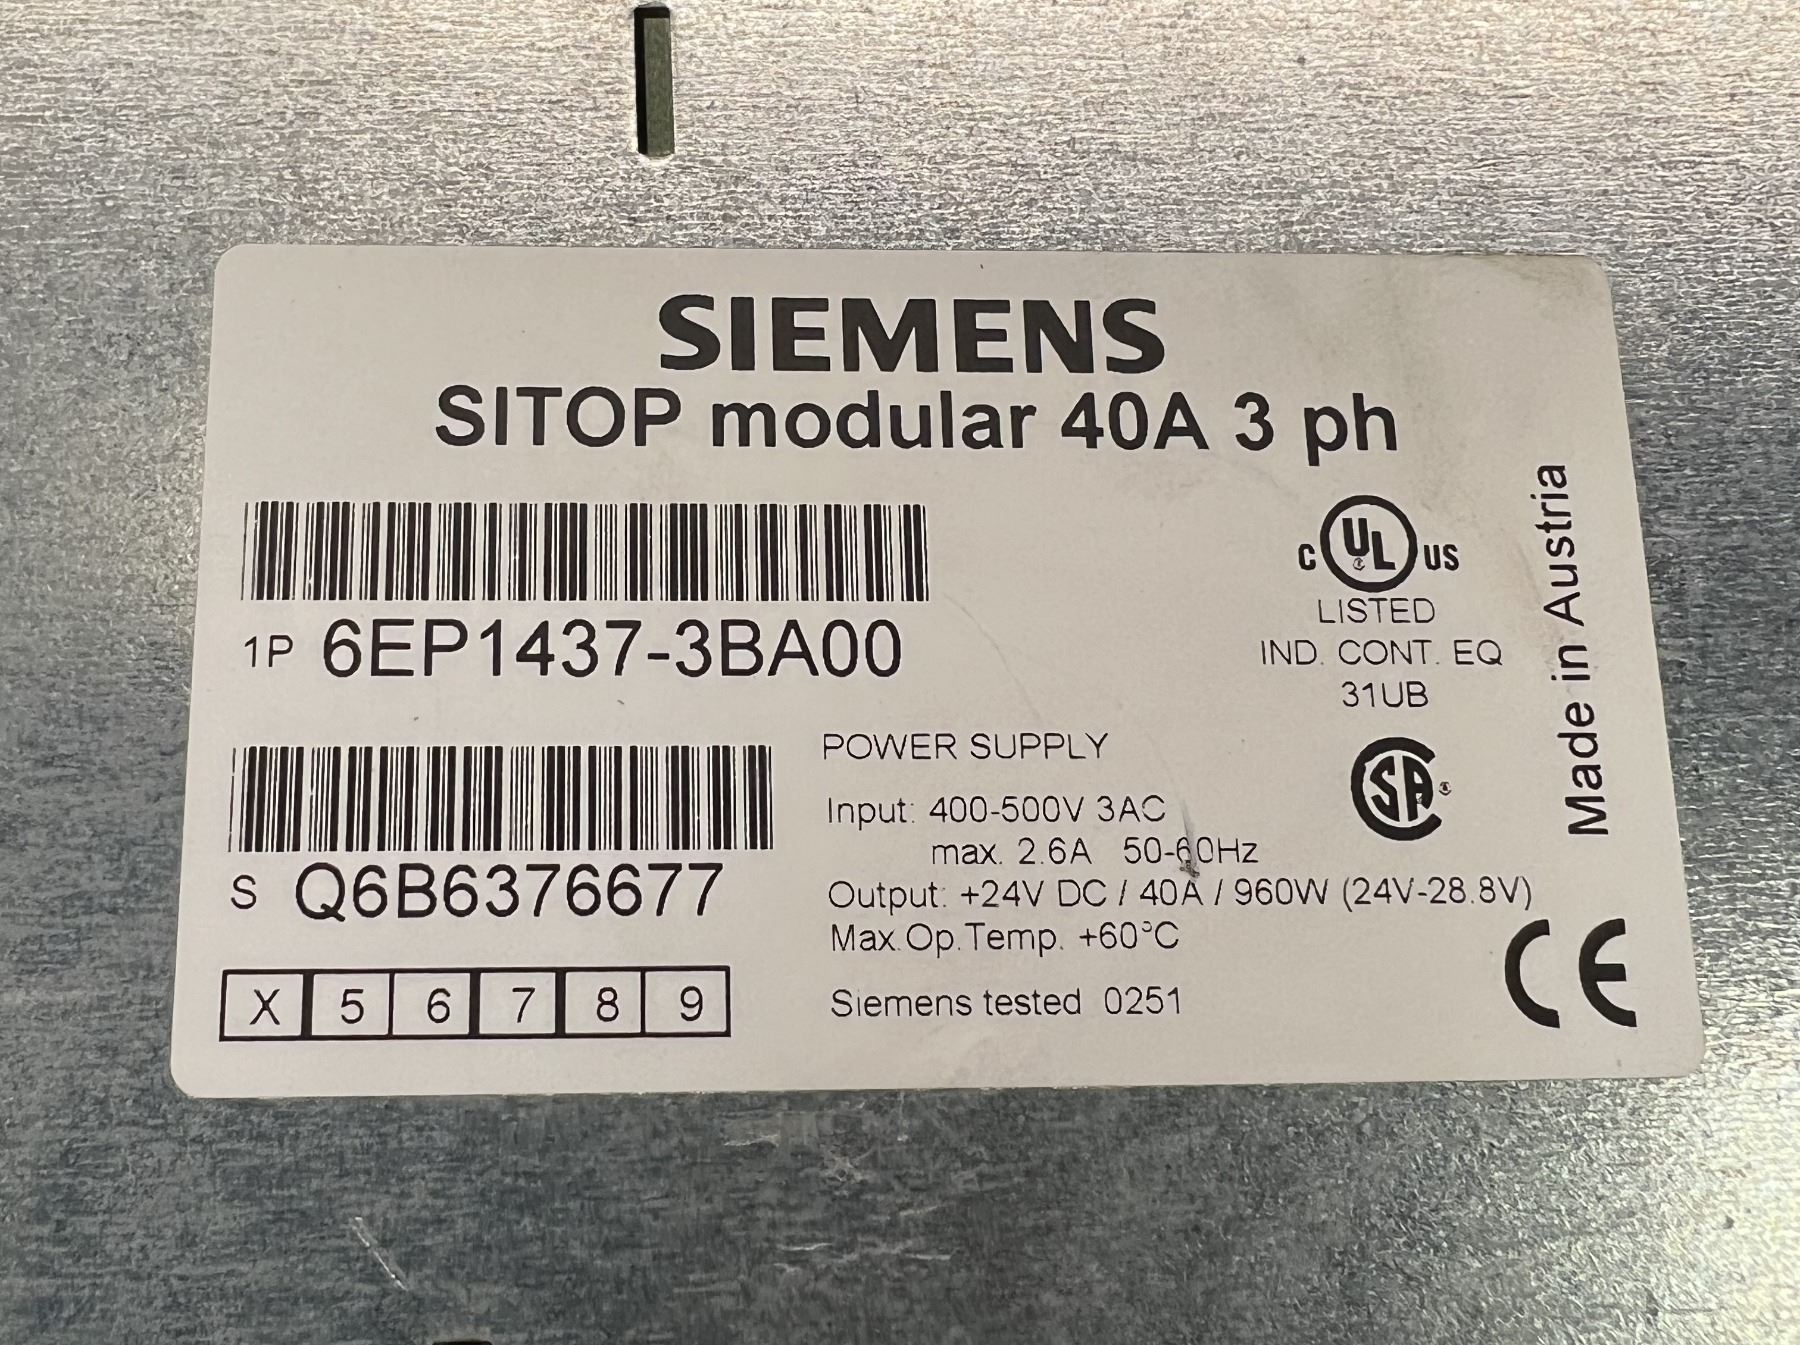 SIEMENS
SITOP modular 40A 3 ph
1P 6EP1437-3BA00
S Q6B6376677
X 5 6 7 8 9
POWER SUPPLY
Input: 400-500V 3AC
max. 2.6A 50-60Hz
Output: +24V DC / 40A / 960W (24V-28.8V)
Max.Op.Temp. +60°C
Siemens tested 0251
C UL US
LISTED
IND. CONT. EQ
31UB
SA
CE
Made in Austria